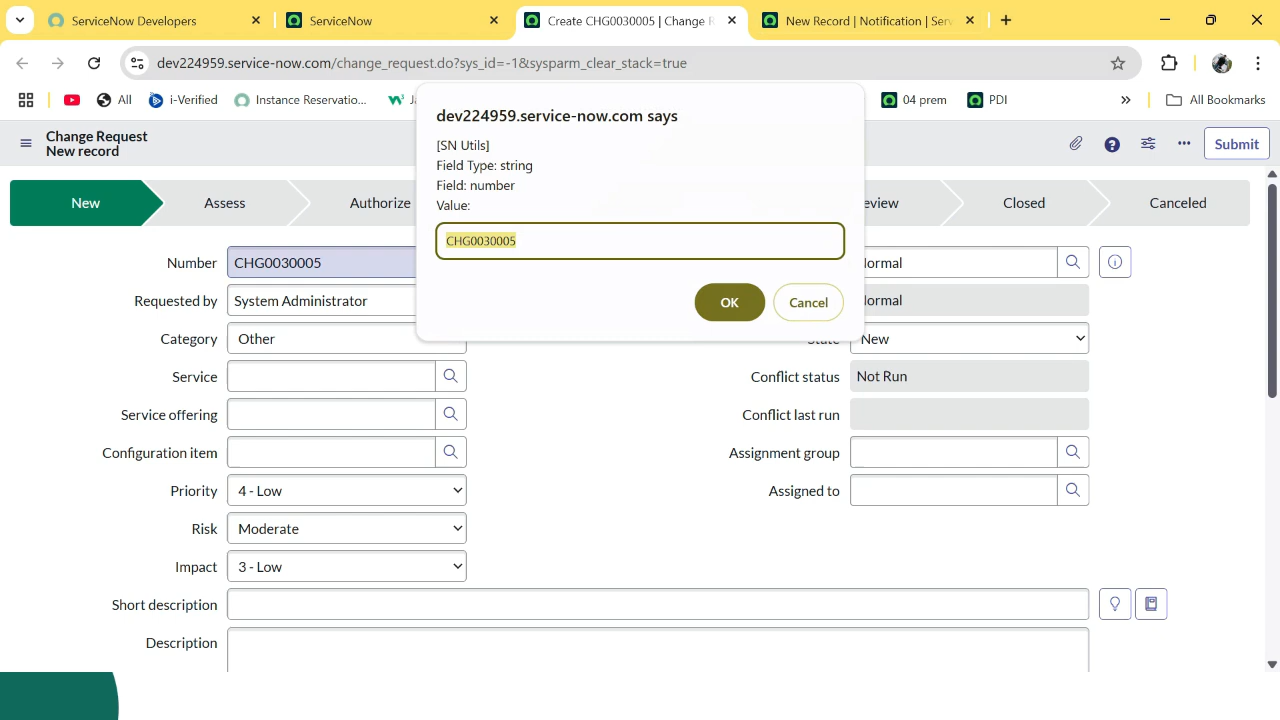 ServiceNow Developers
ServiceNow
Create CHG0030005 | Change R
New Record | Notification | Serv
dev224959.service-now.com/change_request.do?sys_id=-1&sysparm_clear_stack=true
All
i-Verified
Instance Reservatio...
04 prem
PDI
All Bookmarks
Change Request
New record
Submit
dev224959.service-now.com says
[SN Utils]
Field Type: string
Field: number
Value:
CHG0030005
OK
Cancel
New
Assess
Authorize
eview
Closed
Canceled
Number
CHG0030005
ormal
Requested by
System Administrator
ormal
Category
Other
State
New
Service
Conflict status
Not Run
Service offering
Conflict last run
Configuration item
Assignment group
Priority
4 - Low
Assigned to
Risk
Moderate
Impact
3 - Low
Short description
Description